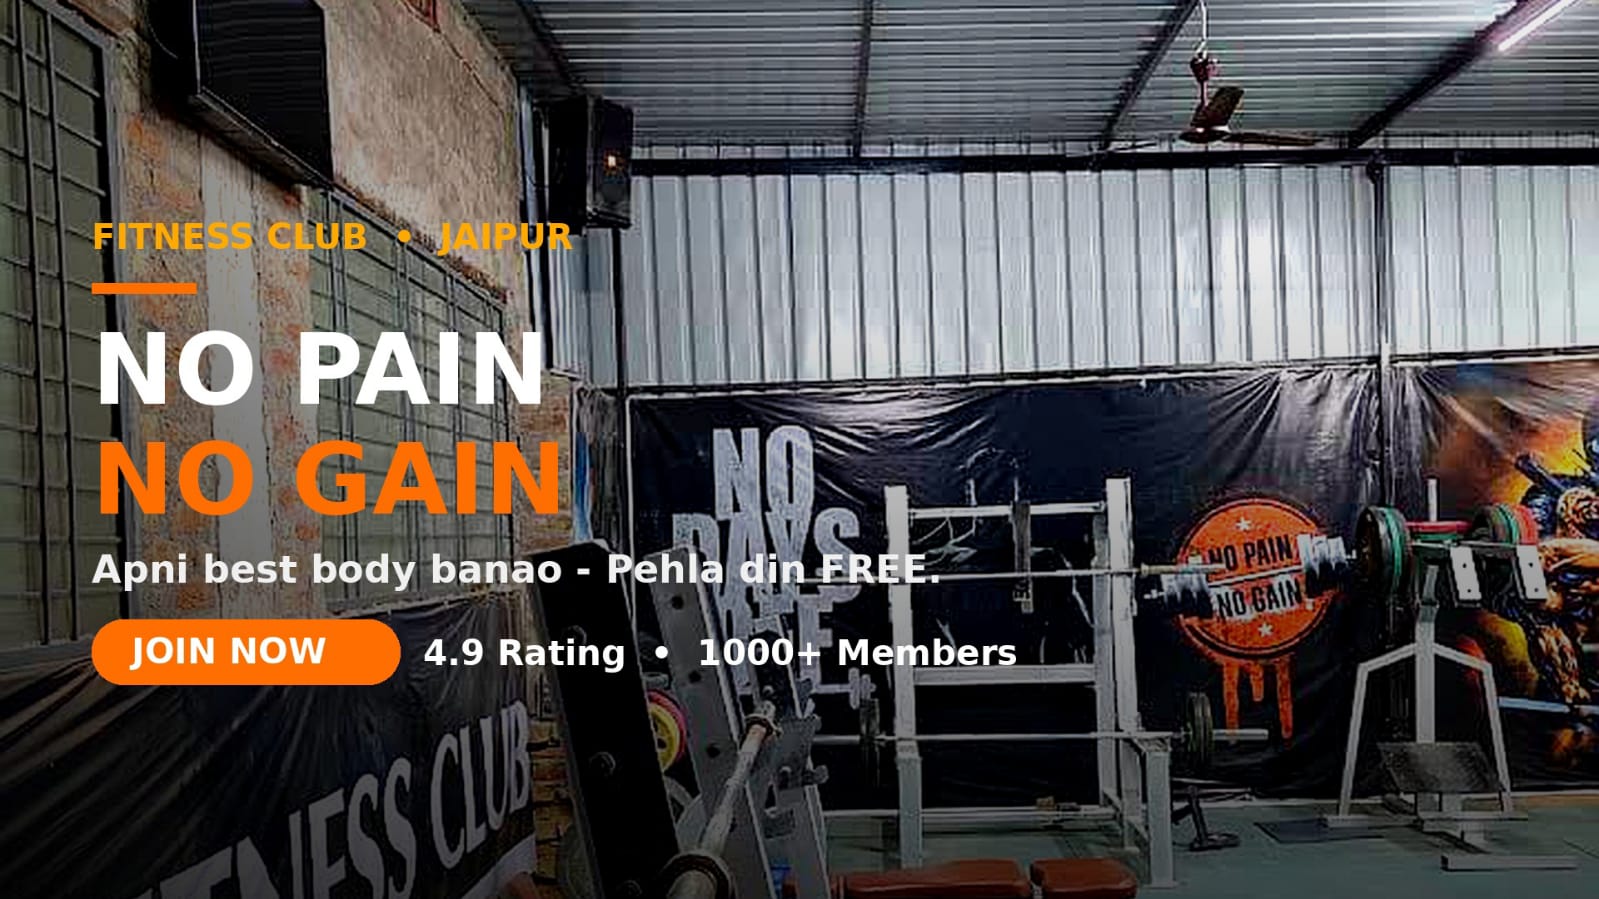 FITNESS CLUB • JAIPUR
NO PAIN
NO GAIN
Apni best body banao - Pehla din FREE.
JOIN NOW
4.9 Rating • 1000+ Members
NO
DAYS
NO PAIN
NO GAIN
FITNESS CLUB